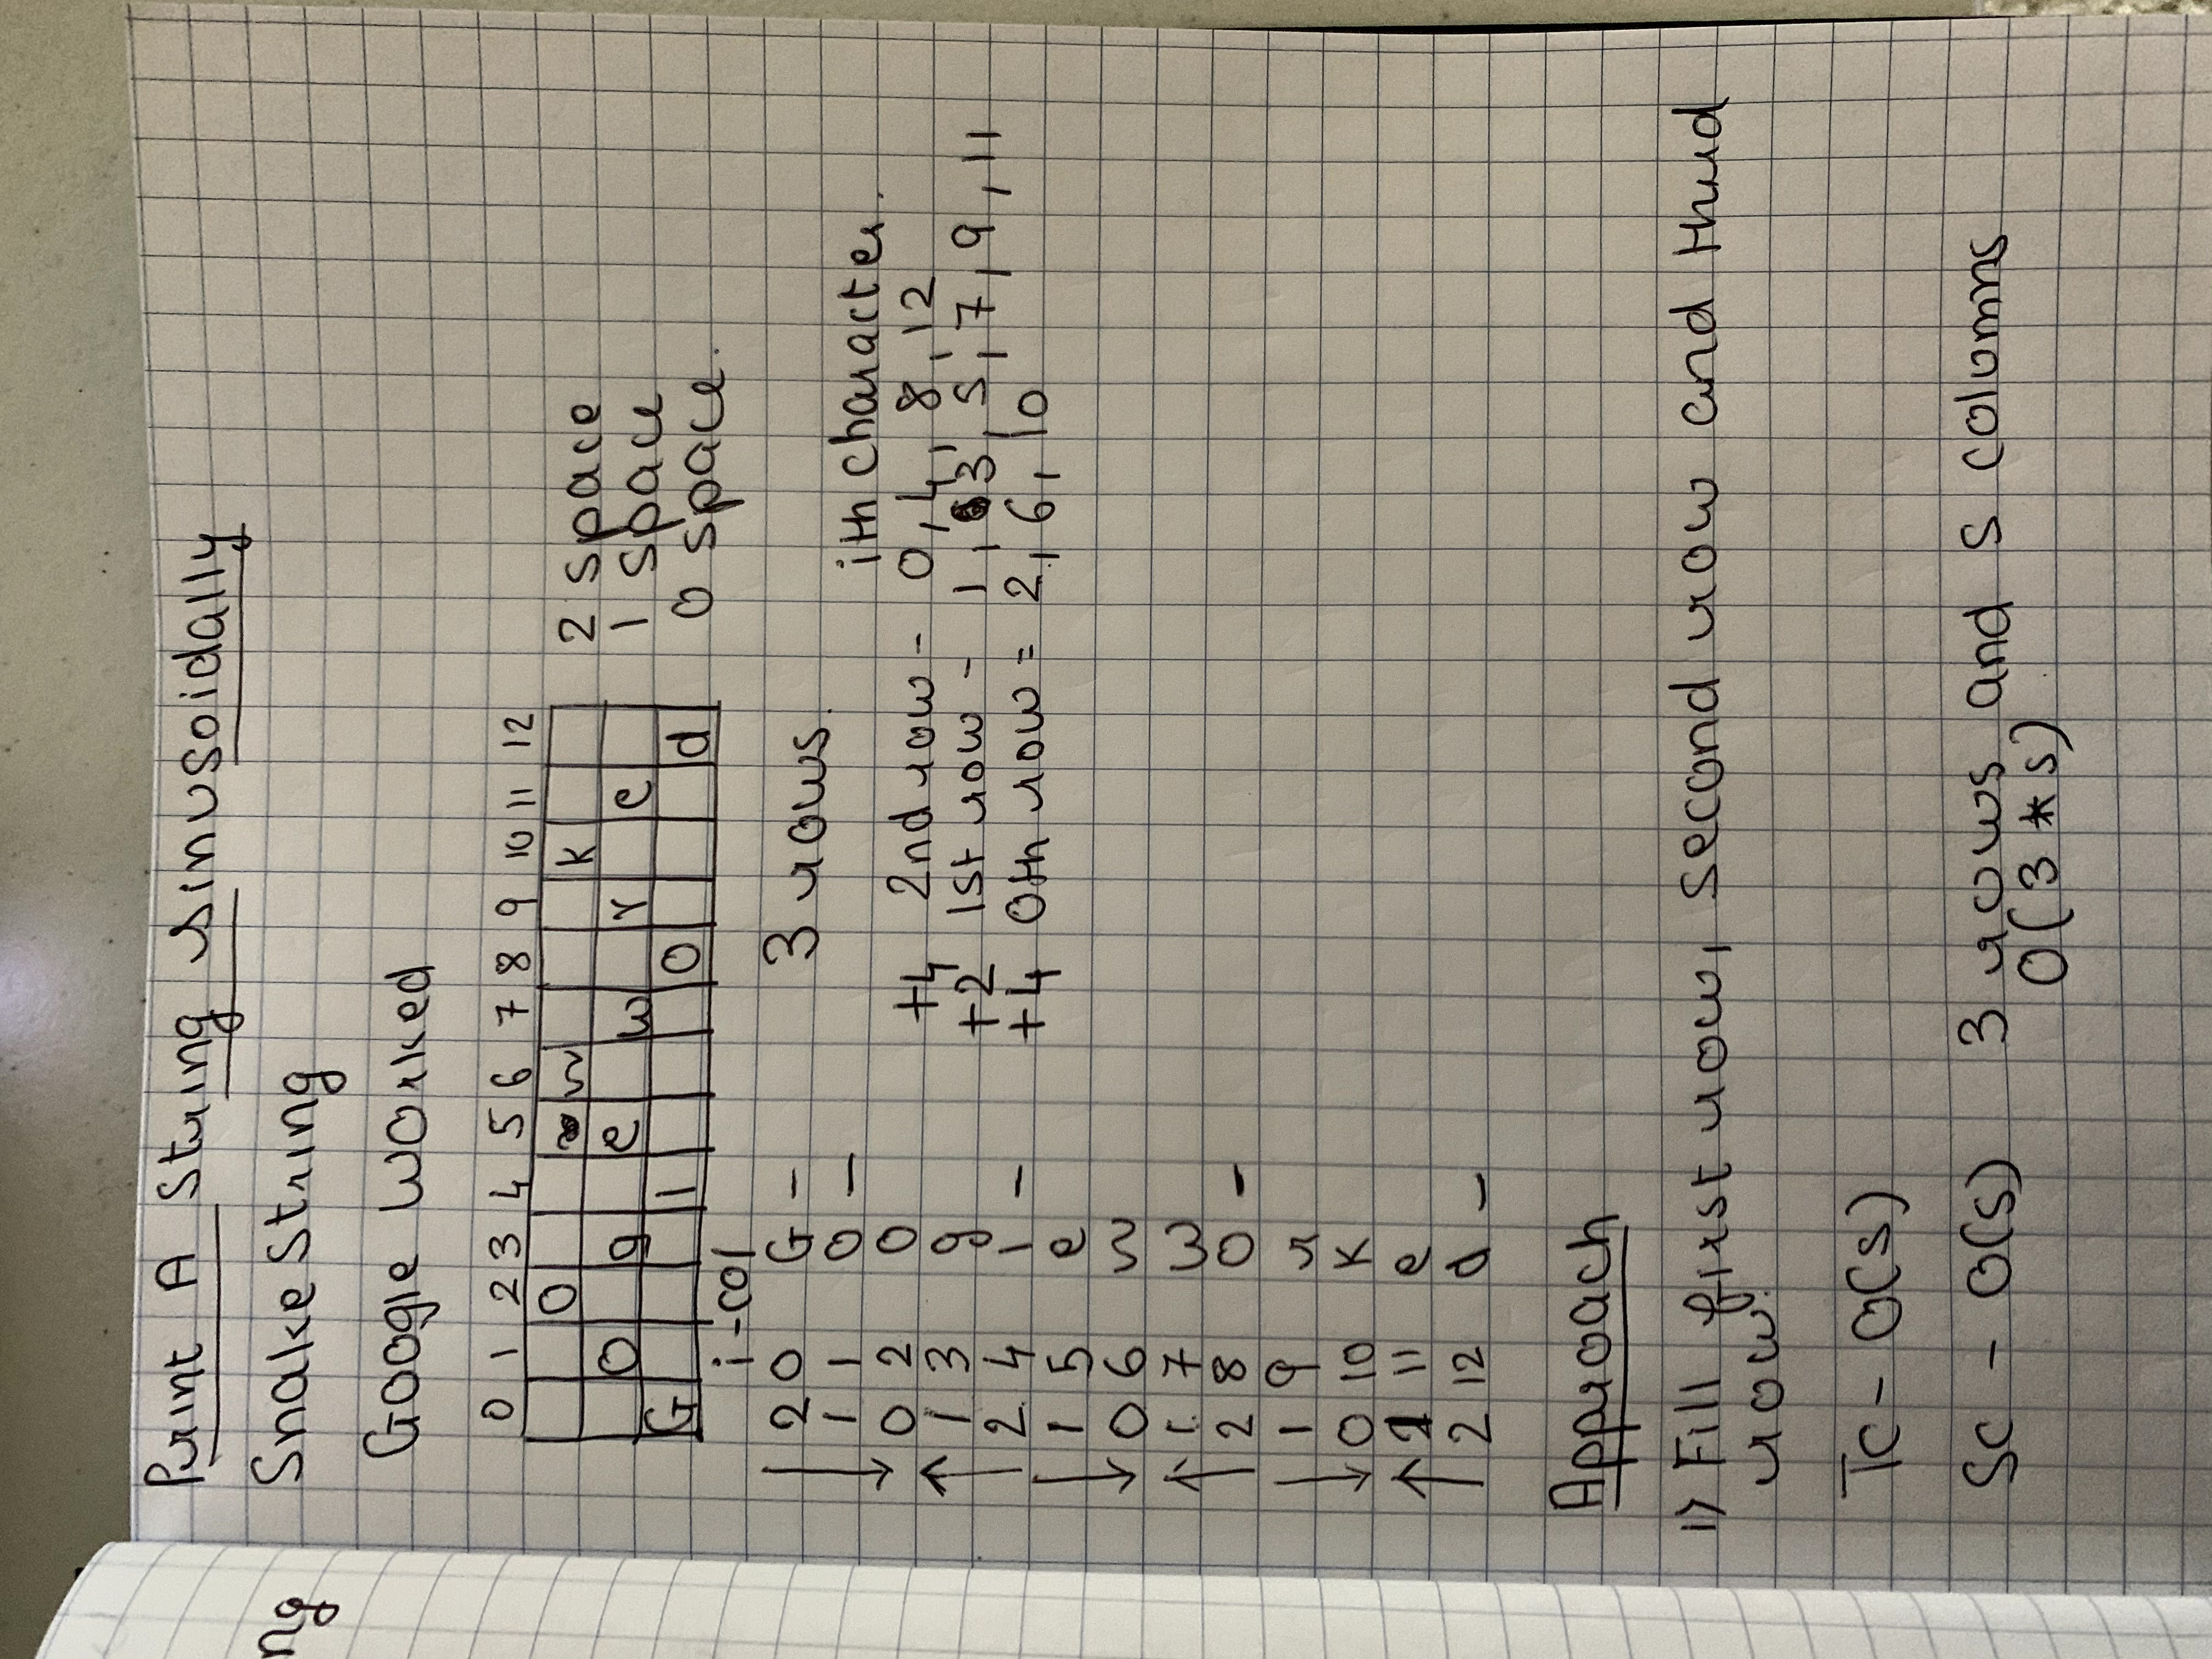 Print A String Sinusoidally
ng
Snake String
Google Worked
0 1 2 3 4 5 6 7 8 9 10 11 12
O ~ K 2 space
O g e w r e 1 space
G l O d 0 space.
i-col
2 0 G - 3 rows.
1 1 O -
ith character.
0 2 O +4 2nd row - 0, 4, 8, 12
1 3 g +2 1st row - 1, 3, 5, 7, 9, 11
2 4 l - +4 0th row = 2, 6, 10
1 5 e
0 6 ~
1 7 W
2 8 O -
1 9 r
0 10 K
1 11 e
2 12 d -
Approach
1) Fill first row, second row and third
row.
TC - O(S)
SC - O(S) 3 rows and S columns
O(3 * S)